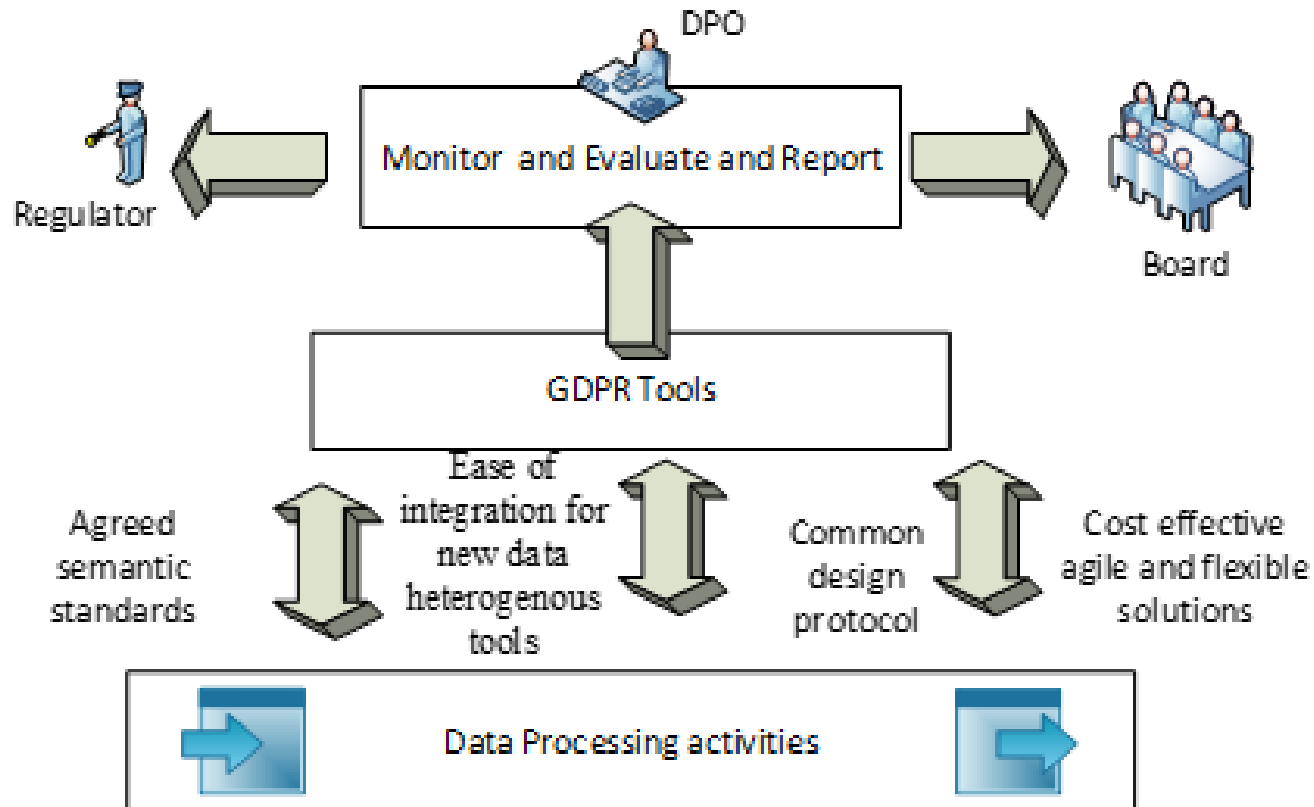 DPO
Monitor and Evaluate and Report
Regulator
Board
GDPR Tools
Agreed
semantic
standards
Ease of
integration for
new data
heterogenous
tools
Common
design
protocol
Cost effective
agile and flexible
solutions
Data Processing activities